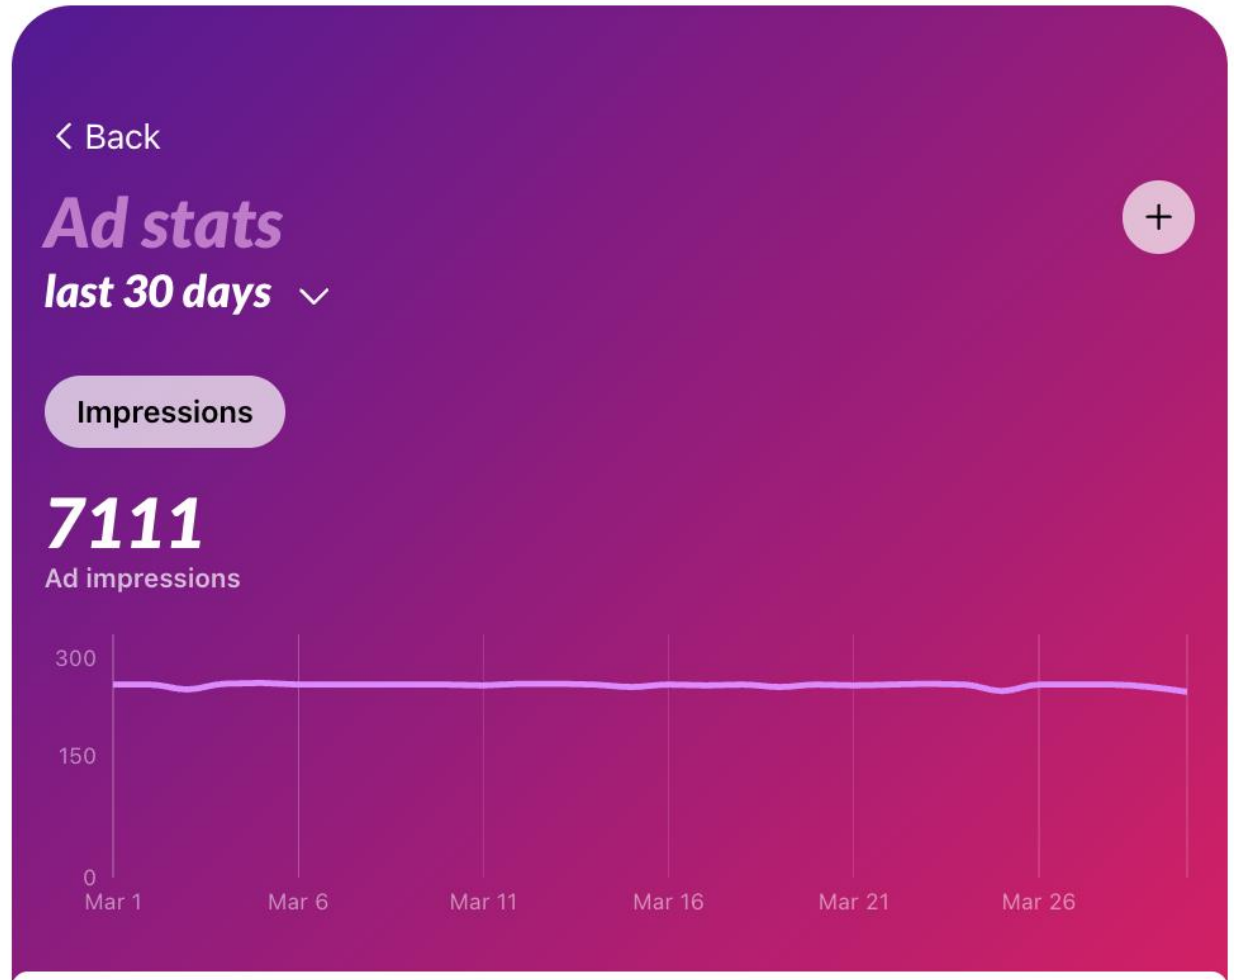 Back
Ad stats
last 30 days
Impressions
7111
Ad impressions
300
150
0
Mar 1 Mar 6 Mar 11 Mar 16 Mar 21 Mar 26